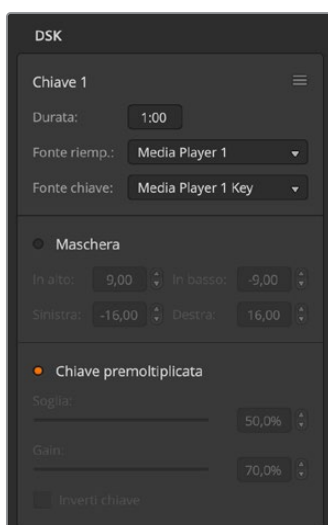 DSK
Chiave 1
Durata: 1:00
Fonte riemp.: Media Player 1
Fonte chiave: Media Player 1 Key
Maschera
In alto: 9,00 In basso: -9,00
Sinistra: -16,00 Destra: 16,00
Chiave premoltiplicata
Soglia:
50,0%
Gain:
70,0%
Inverti chiave